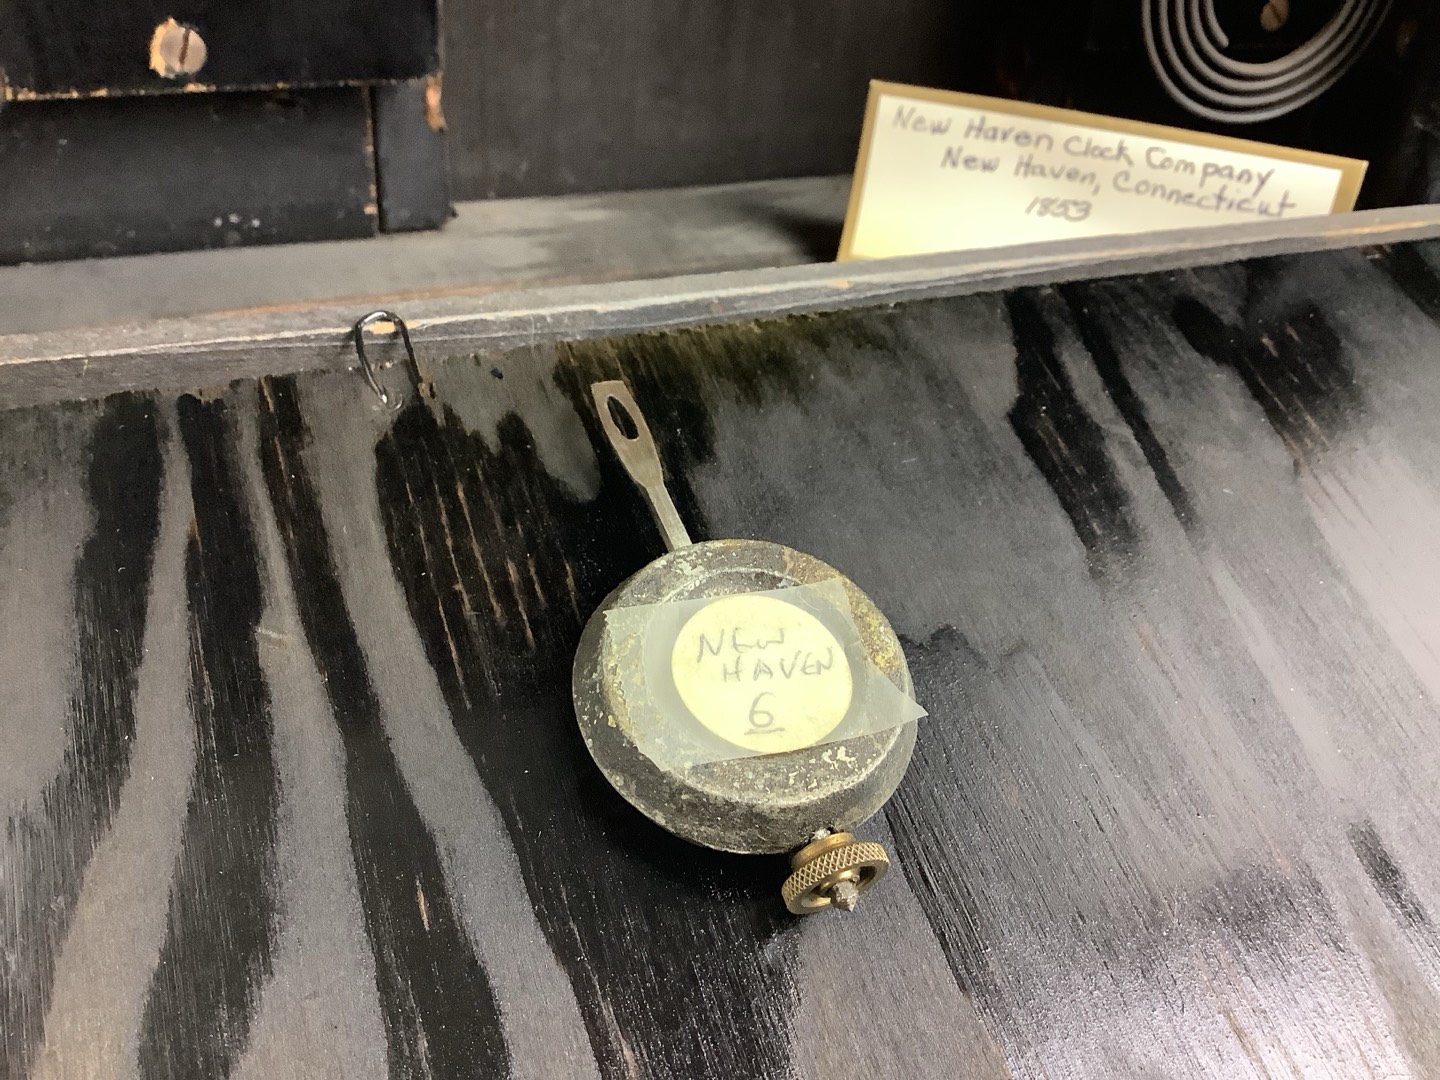 New Haven Clock Company
New Haven, Connecticut
1853
NEW
HAVEN
6